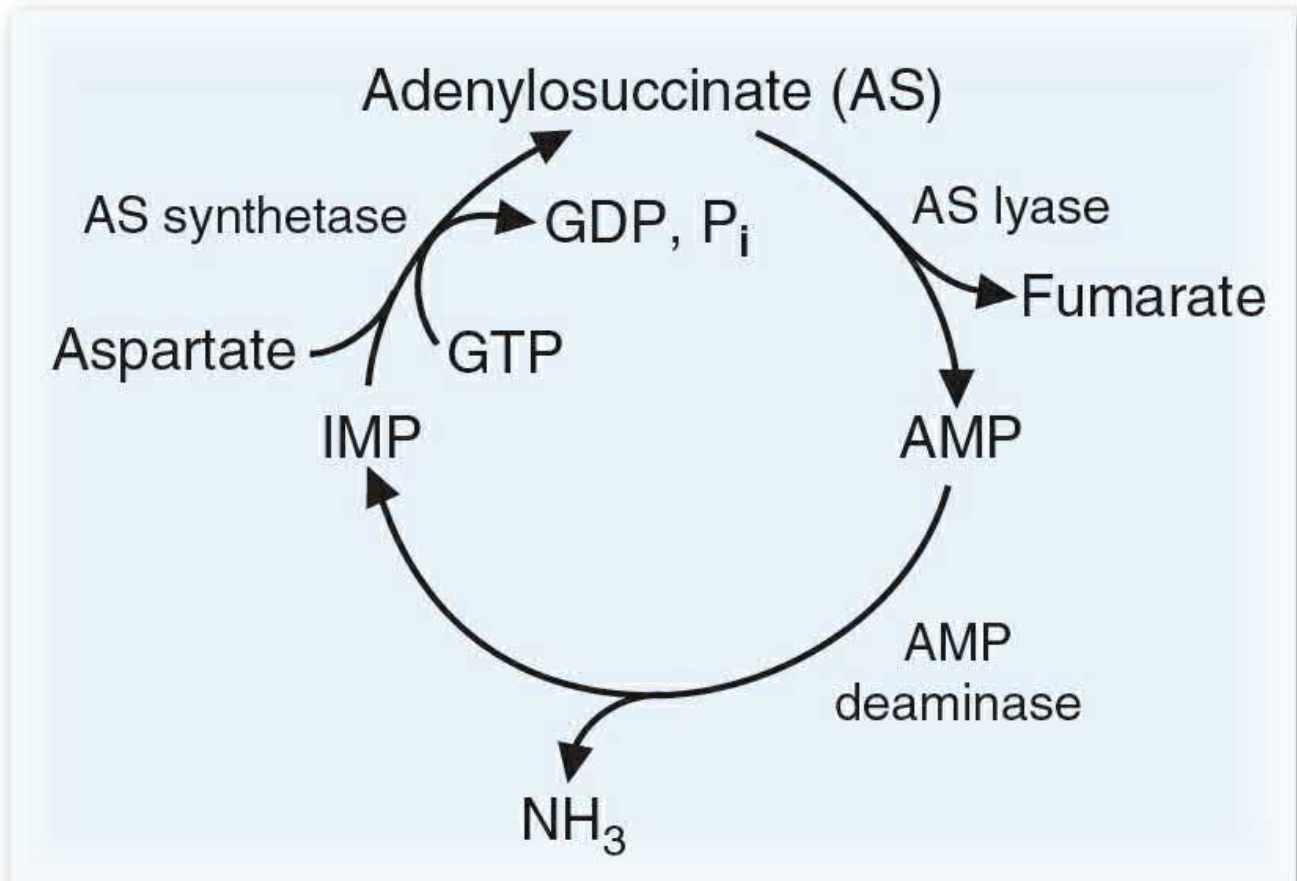 Adenylosuccinate (AS)
AS synthetase
GDP, Pi
AS lyase
Fumarate
Aspartate
GTP
IMP
AMP
AMP
deaminase
NH3